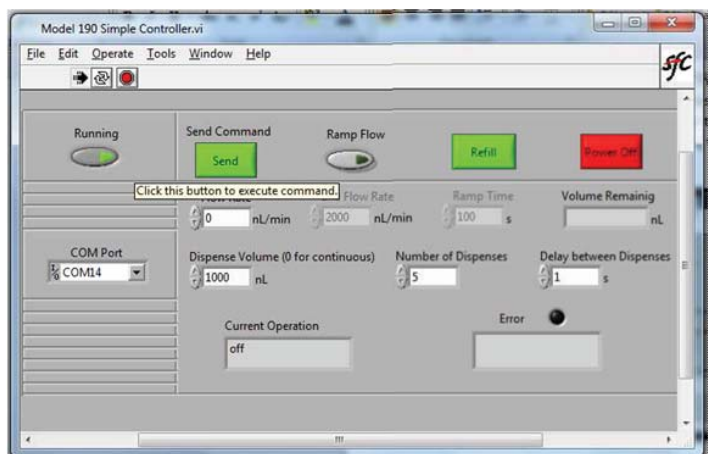 Model 190 Simple Controller.vi
File Edit Operate Tools Window Help
sfC
Running
Send Command
Ramp Flow
Send
Refill
Power Off
Click this button to execute command.
Flow Rate
Ramp Time
Volume Remainig
0 nL/min
2000 nL/min
100 s
nL
COM Port
COM14
Dispense Volume (0 for continuous)
Number of Dispenses
Delay between Dispenses
1000 nL
5
1 s
Current Operation
off
Error